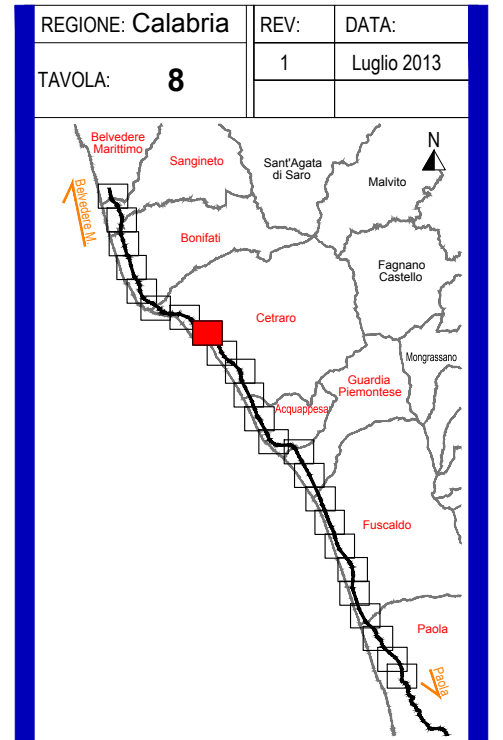 REGIONE: Calabria
REV:
DATA:
TAVOLA: 8
1
Luglio 2013
Belvedere
Marittimo
Sangineto
Sant'Agata
di Saro
N
Malvito
Belvedere M.
Bonifati
Fagnano
Castello
Cetraro
Mongrassano
Guardia
Piemontese
Acquappesa
Fuscaldo
Paola
Paola